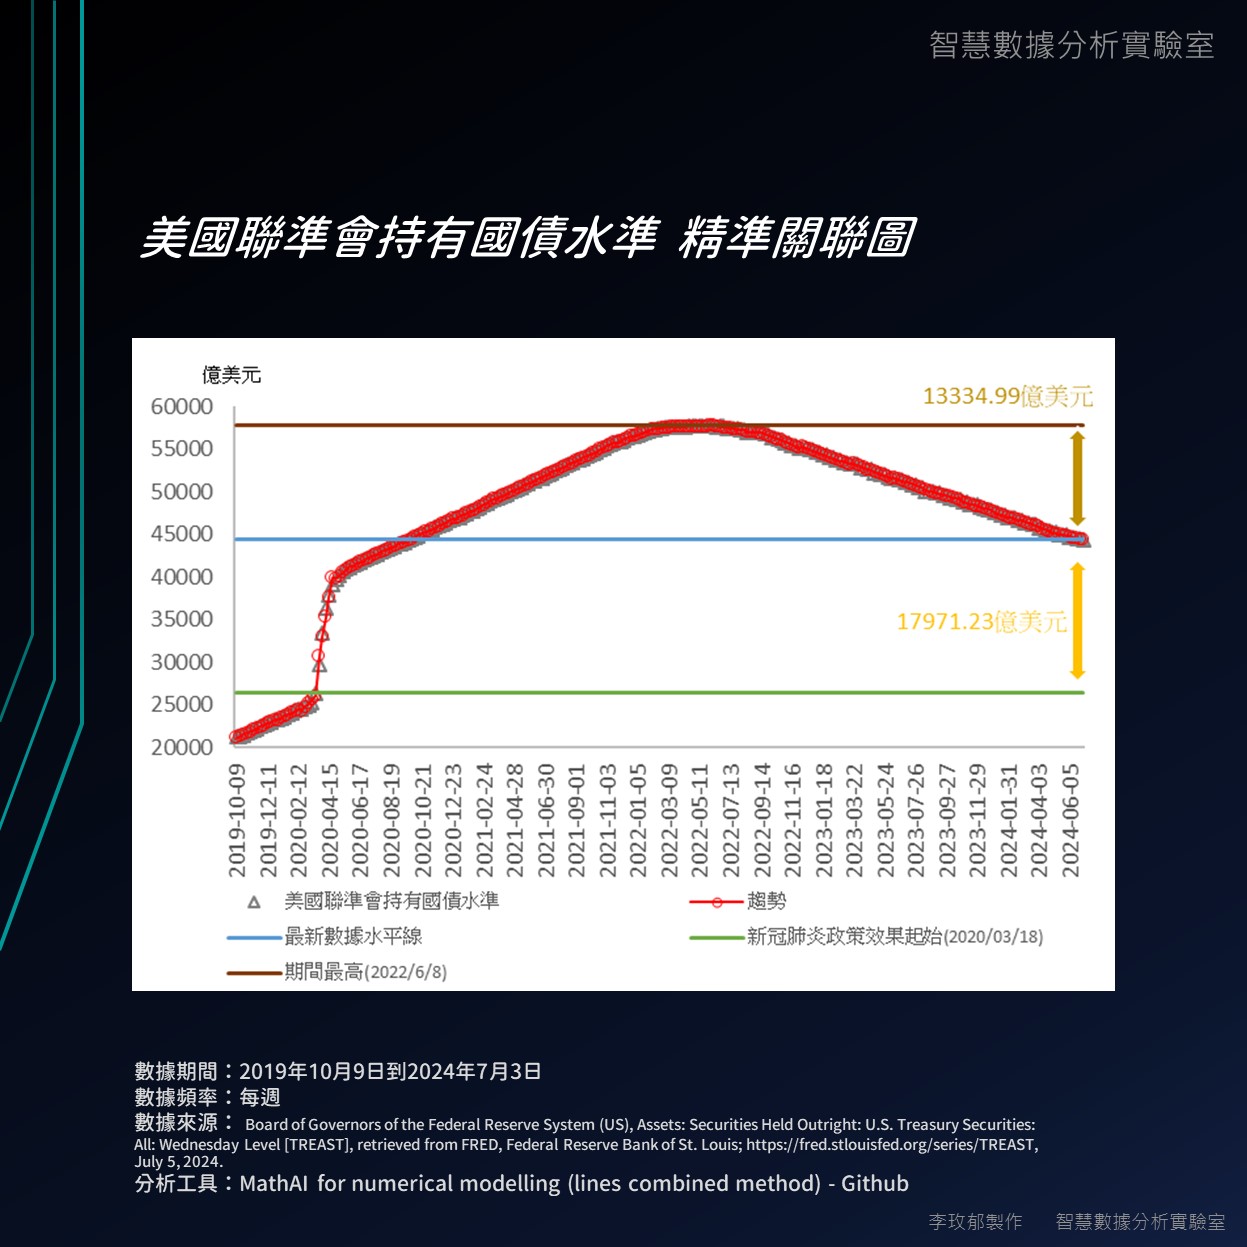 智慧數據分析實驗室
美國聯準會持有國債水準 精準關聯圖
億美元
13334.99億美元
60000
55000
50000
45000
40000
35000
30000
25000
20000
17971.23億美元
2019-10-09
2019-12-11
2020-02-12
2020-04-15
2020-06-17
2020-08-19
2020-10-21
2020-12-23
2021-02-24
2021-04-28
2021-06-30
2021-09-01
2021-11-03
2022-01-05
2022-03-09
2022-05-11
2022-07-13
2022-09-14
2022-11-16
2023-01-18
2023-03-22
2023-05-24
2023-07-26
2023-09-27
2023-11-29
2024-01-31
2024-04-03
2024-06-05
美國聯準會持有國債水準
趨勢
最新數據水平線
新冠肺炎政策效果起始(2020/03/18)
期間最高(2022/6/8)
數據期間：2019年10月9日到2024年7月3日
數據頻率：每週
數據來源： Board of Governors of the Federal Reserve System (US), Assets: Securities Held Outright: U.S. Treasury Securities:
All: Wednesday Level [TREAST], retrieved from FRED, Federal Reserve Bank of St. Louis; https://fred.stlouisfed.org/series/TREAST,
July 5, 2024.
分析工具：MathAI for numerical modelling (lines combined method) - Github
李玫郁製作 智慧數據分析實驗室